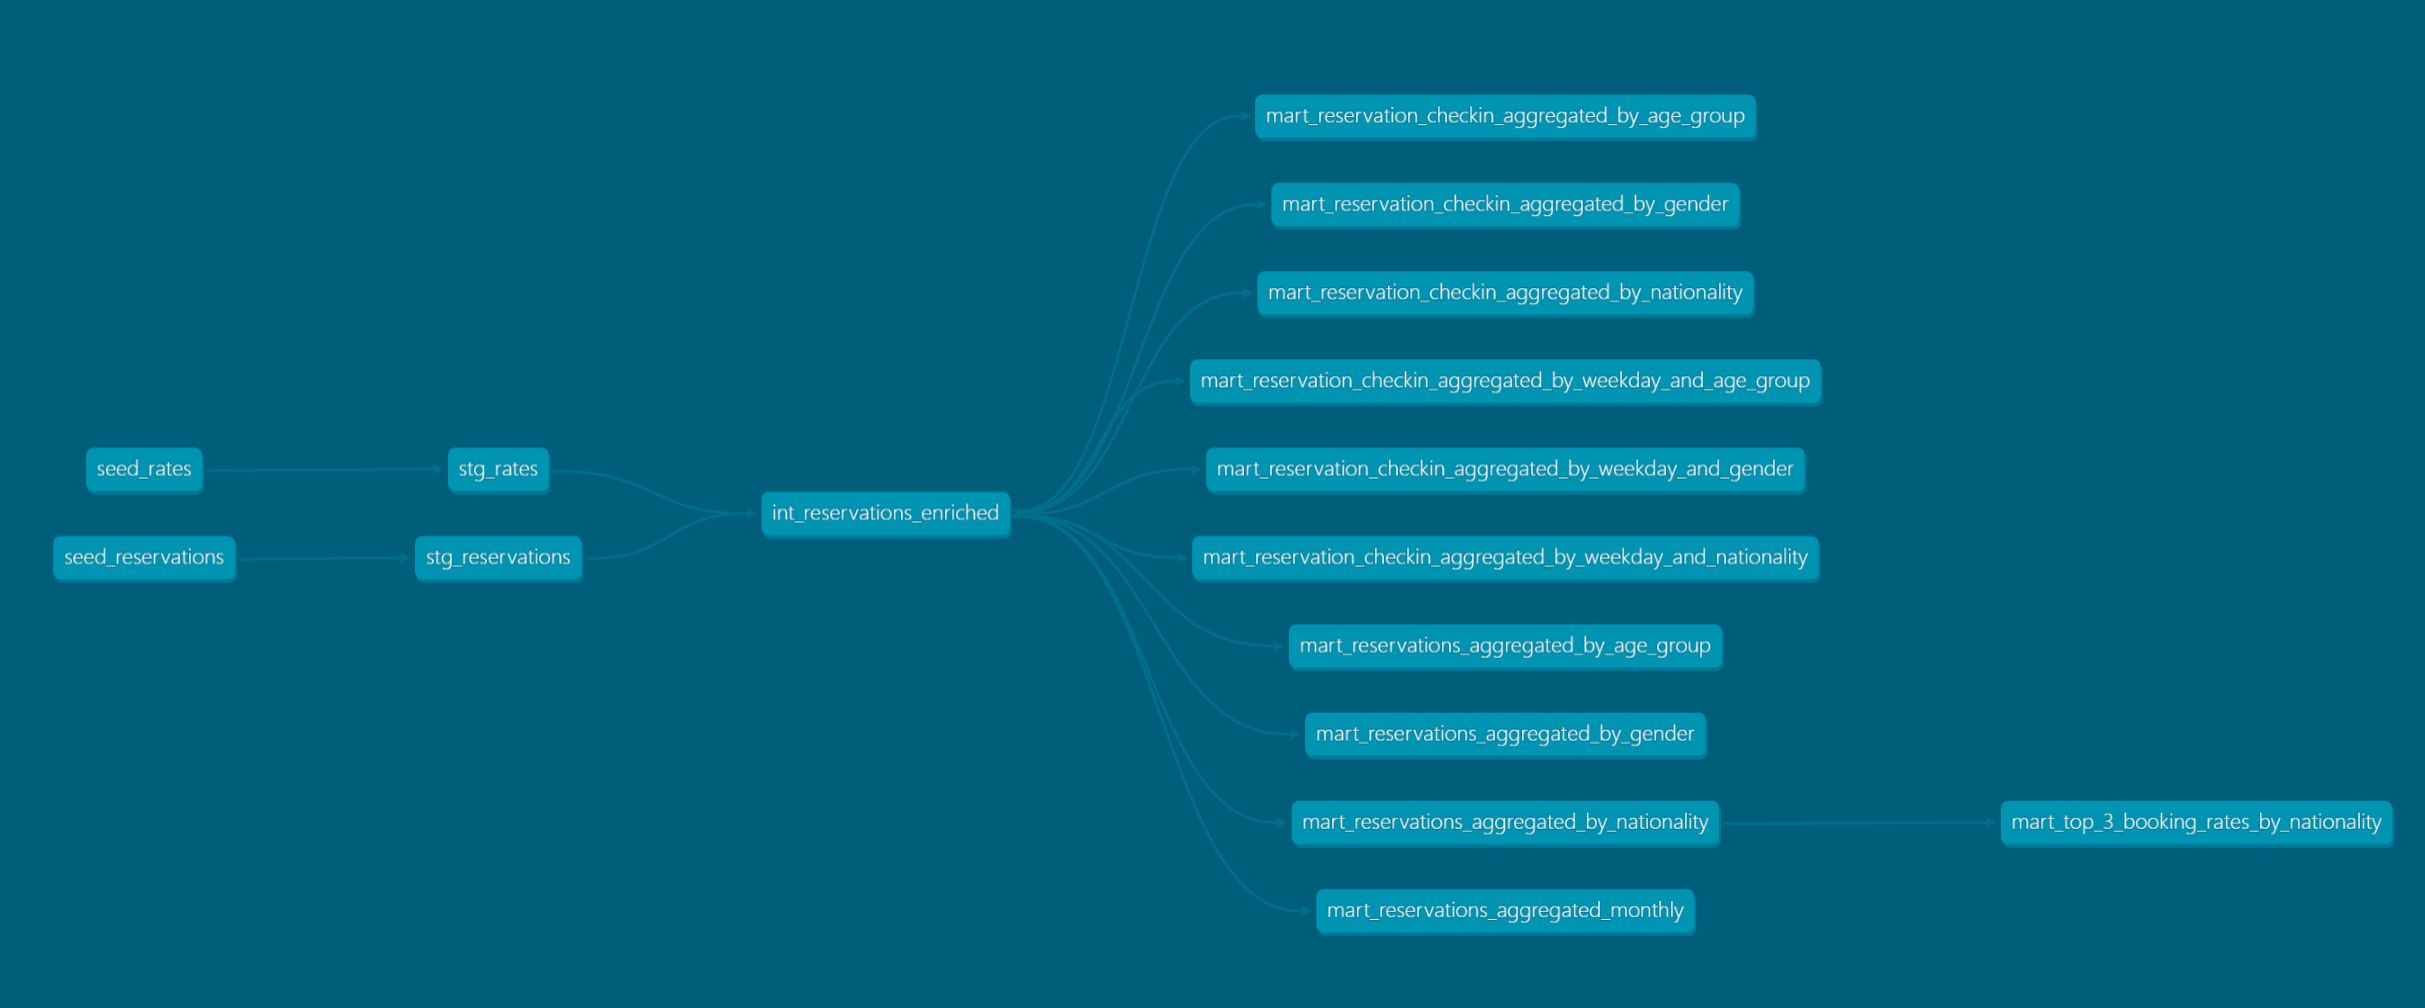 seed_rates
seed_reservations
stg_rates
stg_reservations
int_reservations_enriched
mart_reservation_checkin_aggregated_by_age_group
mart_reservation_checkin_aggregated_by_gender
mart_reservation_checkin_aggregated_by_nationality
mart_reservation_checkin_aggregated_by_weekday_and_age_group
mart_reservation_checkin_aggregated_by_weekday_and_gender
mart_reservation_checkin_aggregated_by_weekday_and_nationality
mart_reservations_aggregated_by_age_group
mart_reservations_aggregated_by_gender
mart_reservations_aggregated_by_nationality
mart_reservations_aggregated_monthly
mart_top_3_booking_rates_by_nationality